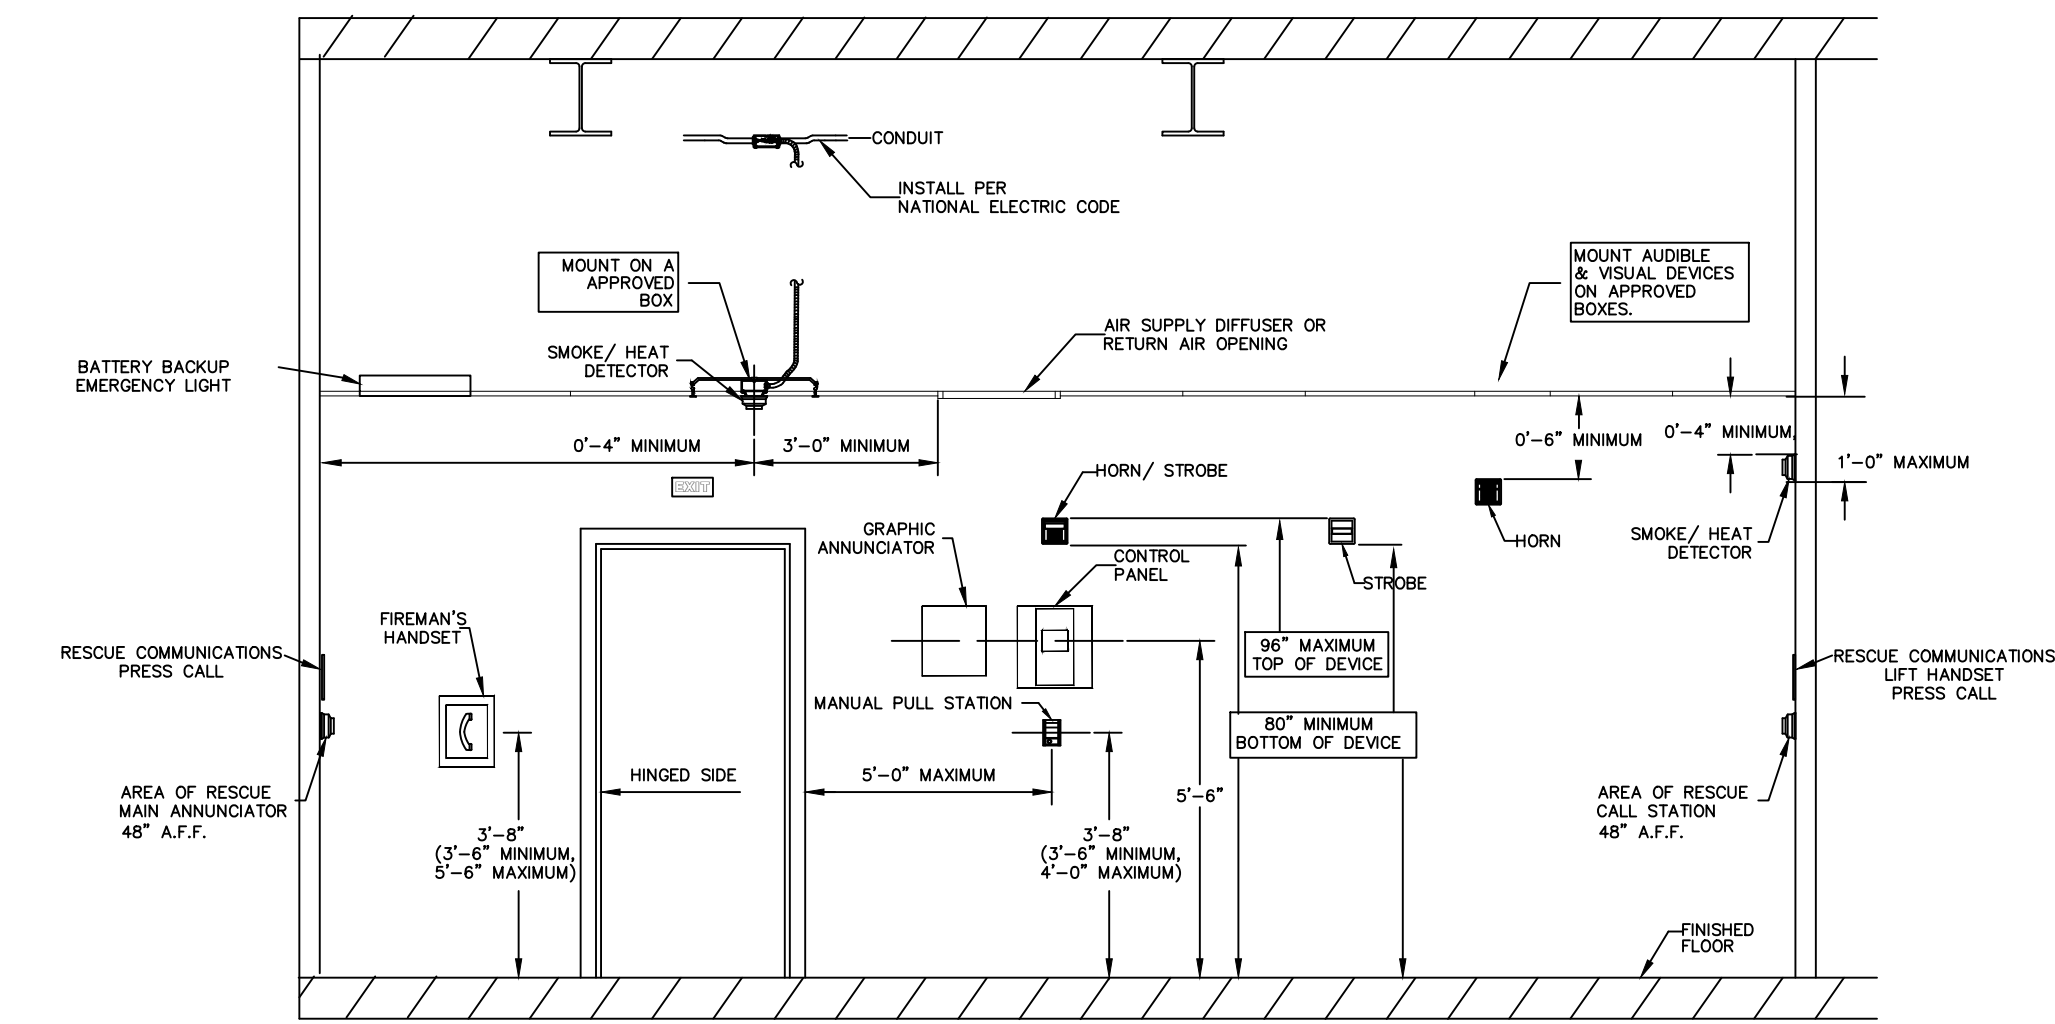 CONDUIT
INSTALL PER
NATIONAL ELECTRIC CODE
MOUNT ON A
APPROVED
BOX
MOUNT AUDIBLE
& VISUAL DEVICES
ON APPROVED
BOXES.
AIR SUPPLY DIFFUSER OR
RETURN AIR OPENING
SMOKE/ HEAT
DETECTOR
BATTERY BACKUP
EMERGENCY LIGHT
0'-4" MINIMUM
3'-0" MINIMUM
0'-6" MINIMUM
0'-4" MINIMUM,
1'-0" MAXIMUM
HORN/ STROBE
EXIT
GRAPHIC
ANNUNCIATOR
CONTROL
PANEL
HORN
STROBE
SMOKE/ HEAT
DETECTOR
FIREMAN'S
HANDSET
RESCUE COMMUNICATIONS
PRESS CALL
96" MAXIMUM
TOP OF DEVICE
RESCUE COMMUNICATIONS
LIFT HANDSET
PRESS CALL
MANUAL PULL STATION
80" MINIMUM
BOTTOM OF DEVICE
HINGED SIDE
5'-0" MAXIMUM
5'-6"
AREA OF RESCUE
MAIN ANNUNCIATOR
48" A.F.F.
AREA OF RESCUE
CALL STATION
48" A.F.F.
3'-8"
(3'-6" MINIMUM,
5'-6" MAXIMUM)
3'-8"
(3'-6" MINIMUM,
4'-0" MAXIMUM)
FINISHED
FLOOR